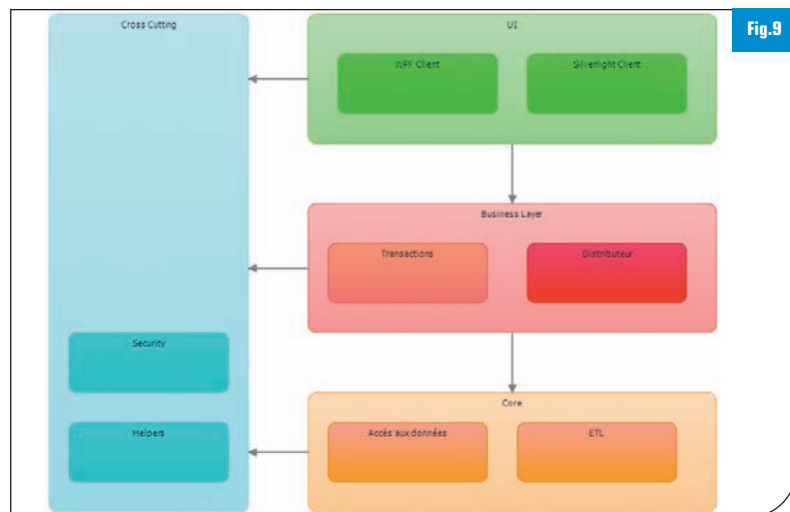 Fig.9
Cross Cutting
UI
WPF Client
Silverlight Client
Business Layer
Transactions
Distributeur
Security
Helpers
Core
Accès aux données
ETL